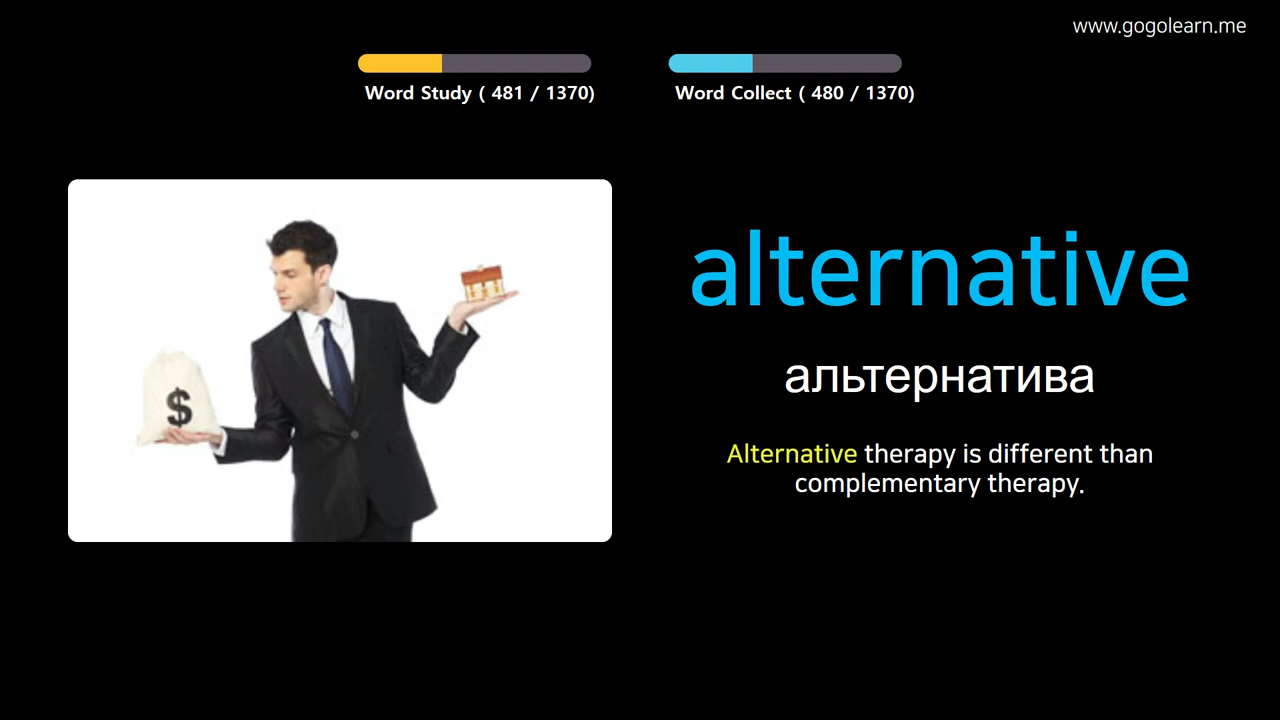 www.gogolearn.me
Word Study ( 481 / 1370)
Word Collect ( 480 / 1370)
$
alternative
альтернатива
Alternative therapy is different than
complementary therapy.